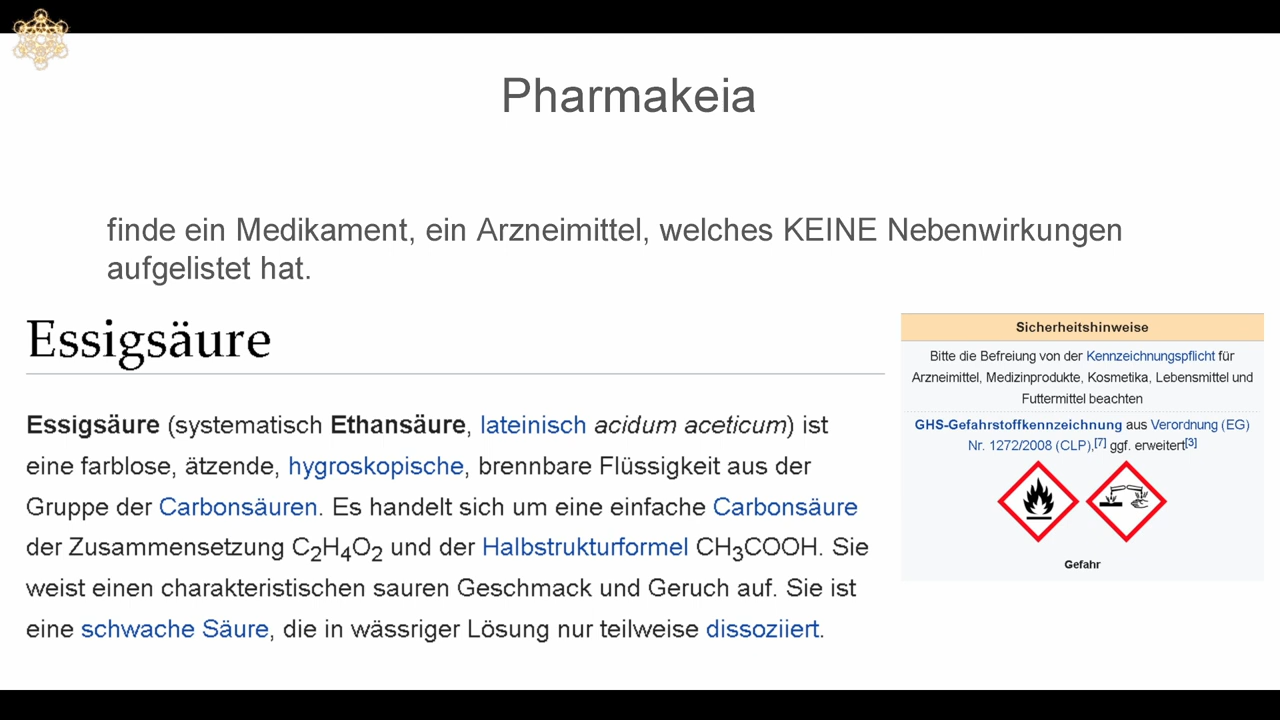 Pharmakeia
finde ein Medikament, ein Arzneimittel, welches KEINE Nebenwirkungen
aufgelistet hat.
Essigsäure
Essigsäure (systematisch Ethansäure, lateinisch acidum aceticum) ist
eine farblose, ätzende, hygroskopische, brennbare Flüssigkeit aus der
Gruppe der Carbonsäuren. Es handelt sich um eine einfache Carbonsäure
der Zusammensetzung C₂H₄O₂ und der Halbstrukturformel CH₃COOH. Sie
weist einen charakteristischen sauren Geschmack und Geruch auf. Sie ist
eine schwache Säure, die in wässriger Lösung nur teilweise dissoziiert.
Sicherheitshinweise
Bitte die Befreiung von der Kennzeichnungspflicht für
Arzneimittel, Medizinprodukte, Kosmetika, Lebensmittel und
Futtermittel beachten
GHS-Gefahrstoffkennzeichnung aus Verordnung (EG)
Nr. 1272/2008 (CLP),[7] ggf. erweitert[3]
Gefahr